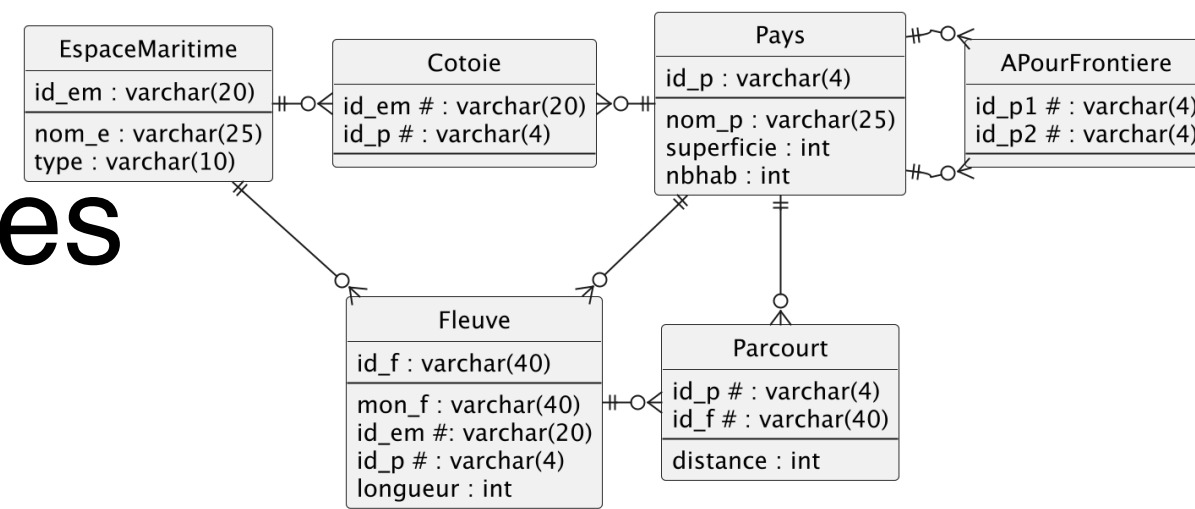 EspaceMaritime
id_em : varchar(20)
nom_e : varchar(25)
type : varchar(10)
Cotoie
id_em # : varchar(20)
id_p # : varchar(4)
Pays
id_p : varchar(4)
nom_p : varchar(25)
superficie : int
nbhab : int
APourFrontiere
id_p1 # : varchar(4)
id_p2 # : varchar(4)
es
Fleuve
id_f : varchar(40)
mon_f : varchar(40)
id_em #: varchar(20)
id_p # : varchar(4)
longueur : int
Parcourt
id_p # : varchar(4)
id_f # : varchar(40)
distance : int